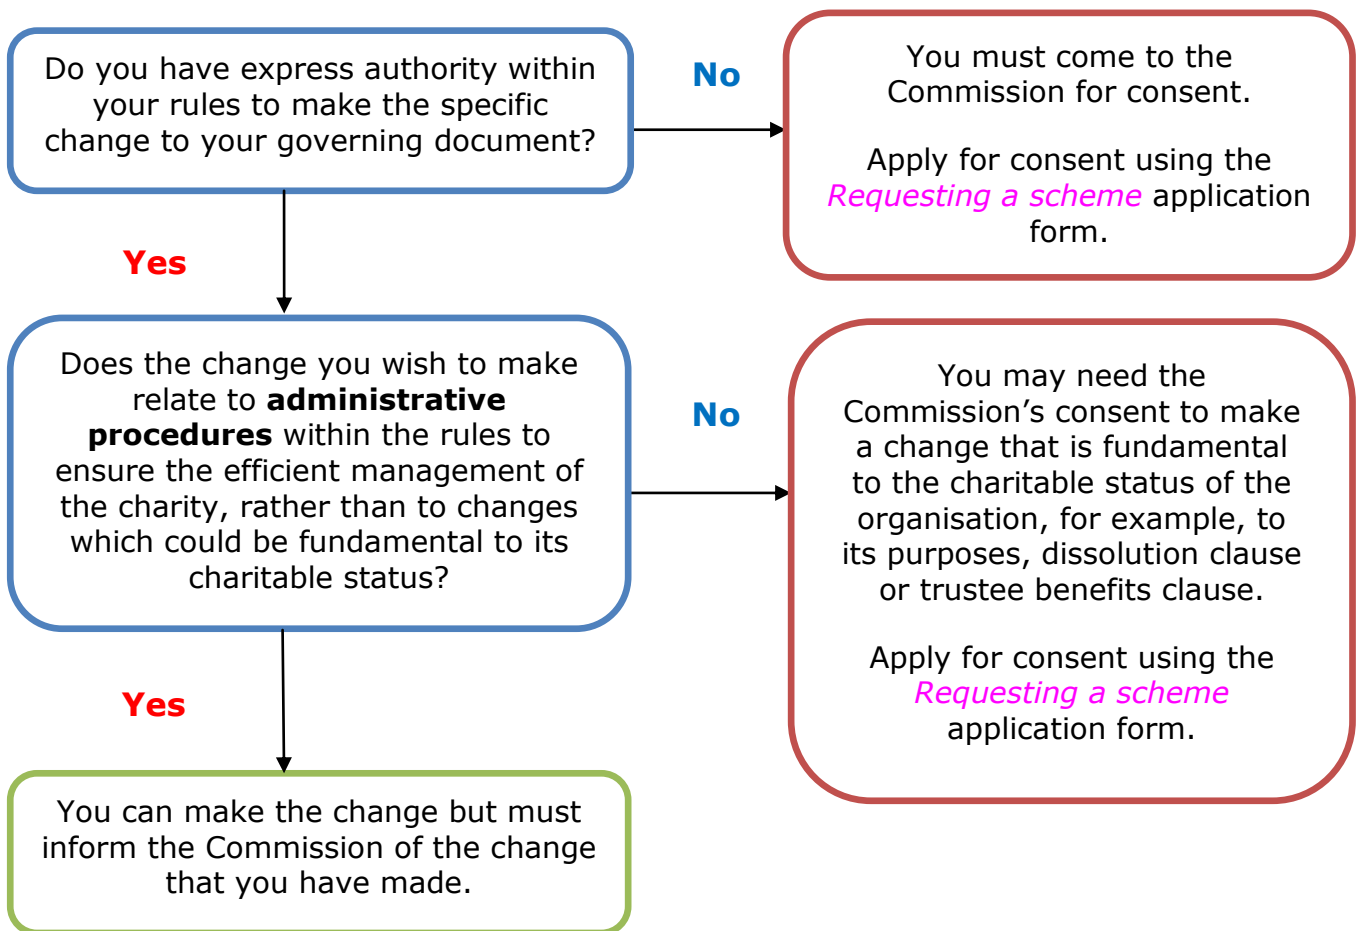 Do you have express authority within
your rules to make the specific
change to your governing document?
No
You must come to the
Commission for consent.
Apply for consent using the
Requesting a scheme application
form.
Yes
Does the change you wish to make
relate to administrative
procedures within the rules to
ensure the efficient management of
the charity, rather than to changes
which could be fundamental to its
charitable status?
No
You may need the
Commission’s consent to make
a change that is fundamental
to the charitable status of the
organisation, for example, to
its purposes, dissolution clause
or trustee benefits clause.
Apply for consent using the
Requesting a scheme
application form.
Yes
You can make the change but must
inform the Commission of the change
that you have made.